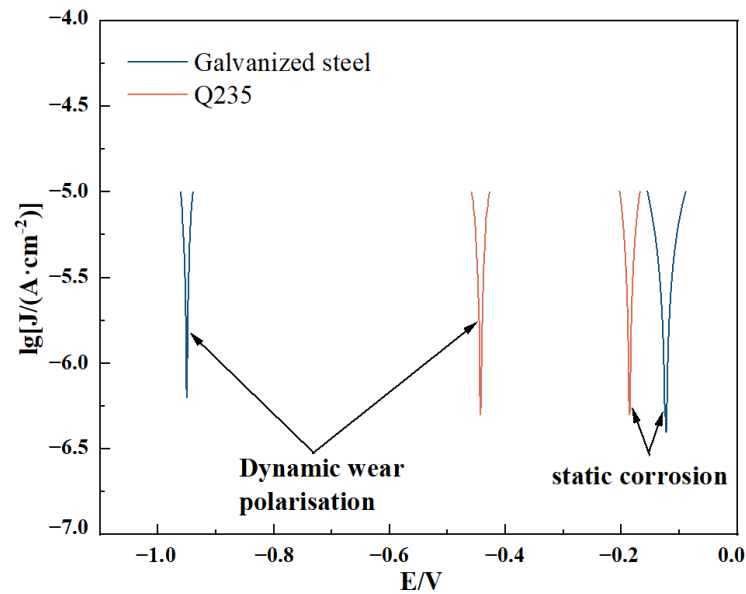 −4.0
Galvanized steel
Q235
−4.5
−5.0
−5.5
−6.0
−6.5
−7.0
lg[J/(A·cm⁻²)]
Dynamic wear
polarisation
static corrosion
−1.0 −0.8 −0.6 −0.4 −0.2 0.0
E/V